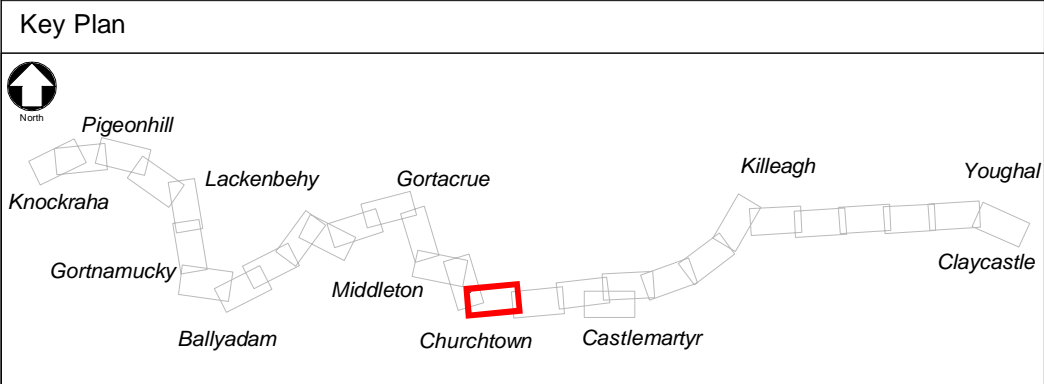 Key Plan
North
Pigeonhill
Killeagh
Youghal
Lackenbehy
Gortacrue
Knockraha
Claycastle
Gortnamucky
Middleton
Ballyadam
Churchtown
Castlemartyr